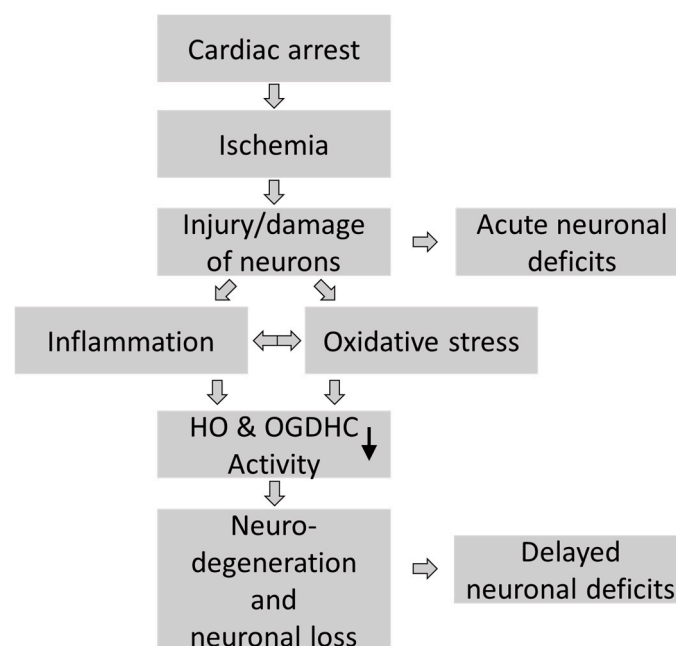 Cardiac arrest
Ischemia
Injury/damage
of neurons
Acute neuronal
deficits
Inflammation
Oxidative stress
HO & OGDHC
Activity
Neuro-
degeneration
and
neuronal loss
Delayed
neuronal deficits